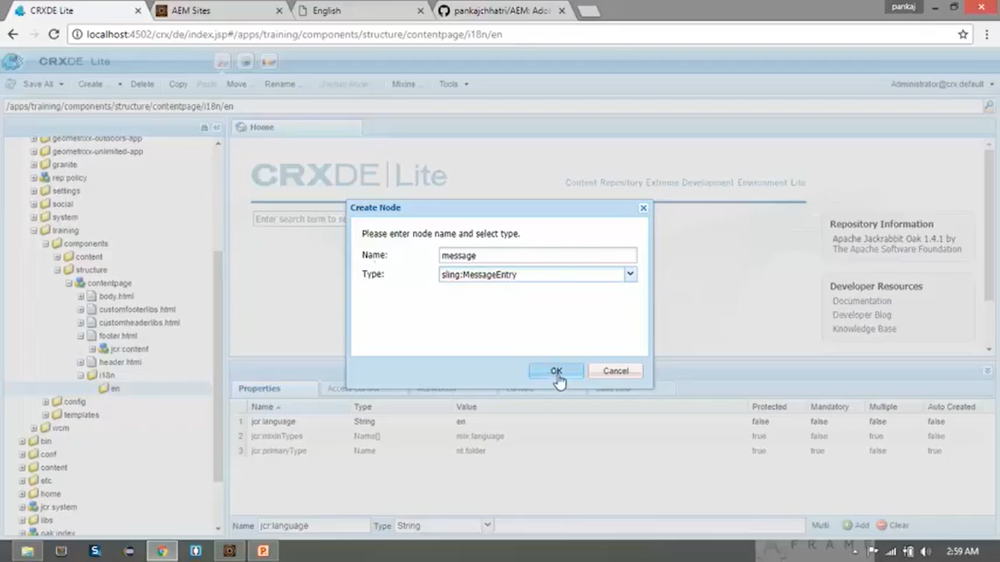 CRXDE Lite
AEM Sites
English
pankajchhatri/AEM: Ado
pankaj
localhost:4502/crx/de/index.jsp#/apps/training/components/structure/contentpage/i18n/en
CRXDE Lite
Save All
Create ...
Delete
Copy
Paste
Move ...
Rename ...
Mixins ...
Tools
Administrator@crx.default
/apps/training/components/structure/contentpage/i18n/en
geometrixx-outdoors-app
geometrixx-unlimited-app
granite
rep:policy
settings
social
system
training
components
content
structure
contentpage
body.html
customfooterlibs.html
customheaderlibs.html
footer.html
jcr:content
header.html
i18n
en
config
templates
wcm
bin
conf
content
etc
home
jcr:system
libs
oak:index
Home
CRXDE Lite
Content Repository Extreme Development Environment Lite
Enter search term to se
Repository Information
Apache Jackrabbit Oak 1.4.1 by
The Apache Software Foundation
Developer Resources
Documentation
Developer Blog
Knowledge Base
Create Node
Please enter node name and select type.
Name:
message
Type:
sling:MessageEntry
OK
Cancel
Properties
Access Control
Name
Type
Value
Protected
Mandatory
Multiple
Auto Created
1 jcr:language String en false false false false
2 jcr:mixinTypes Name[] mix:language true false true false
3 jcr:primaryType Name nt:folder true true false true
Name
jcr:language
Type
String
Multi
Add
Clear
FRAME
2:59 AM